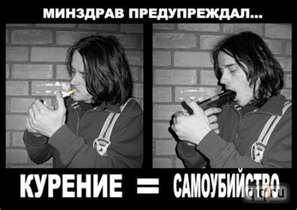 МИНЗДРАВ ПРЕДУПРЕЖДАЛ...
КУРЕНИЕ = САМОУБИЙСТВО